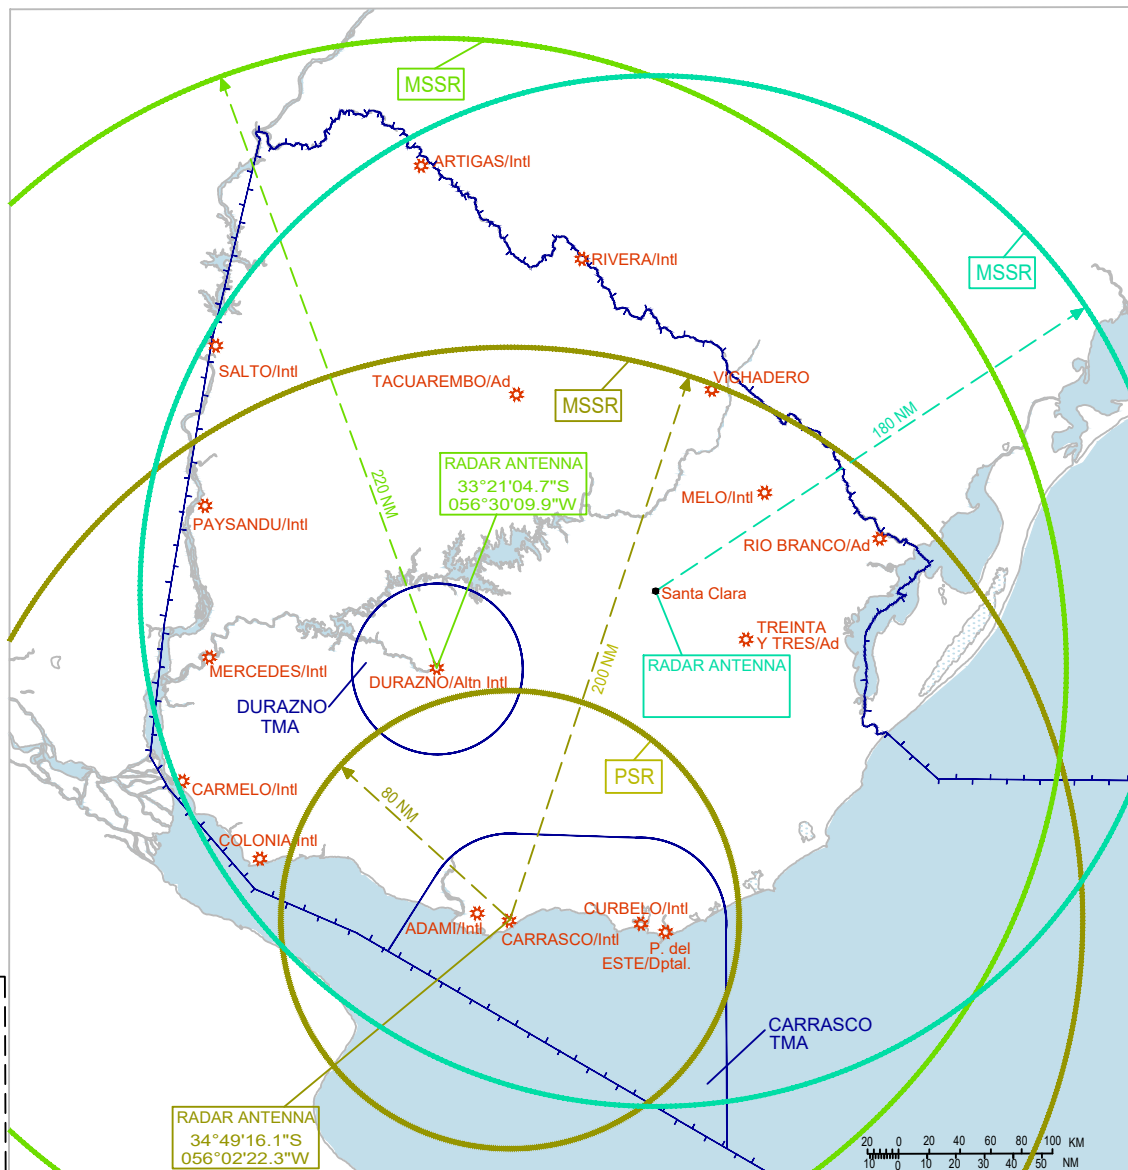 MSSR
ARTIGAS/Intl
RIVERA/Intl
MSSR
SALTO/Intl
TACUAREMBO/Ad
VICHADERO
MSSR
180 NM
RADAR ANTENNA
33°21'04.7"S
056°30'09.9"W
220 NM
MELO/Intl
PAYSANDU/Intl
RIO BRANCO/Ad
Santa Clara
TREINTA
Y TRES/Ad
RADAR ANTENNA
200 NM
MERCEDES/Intl
DURAZNO/Altn Intl
DURAZNO
TMA
PSR
CARMELO/Intl
80 NM
COLONIA/Intl
ADAMI/Intl
CARRASCO/Intl
CURBELO/Intl
P. del
ESTE/Dptal.
CARRASCO
TMA
RADAR ANTENNA
34°49'16.1"S
056°02'22.3"W
20 0 20 40 60 80 100 KM
10 0 10 20 30 40 50 NM